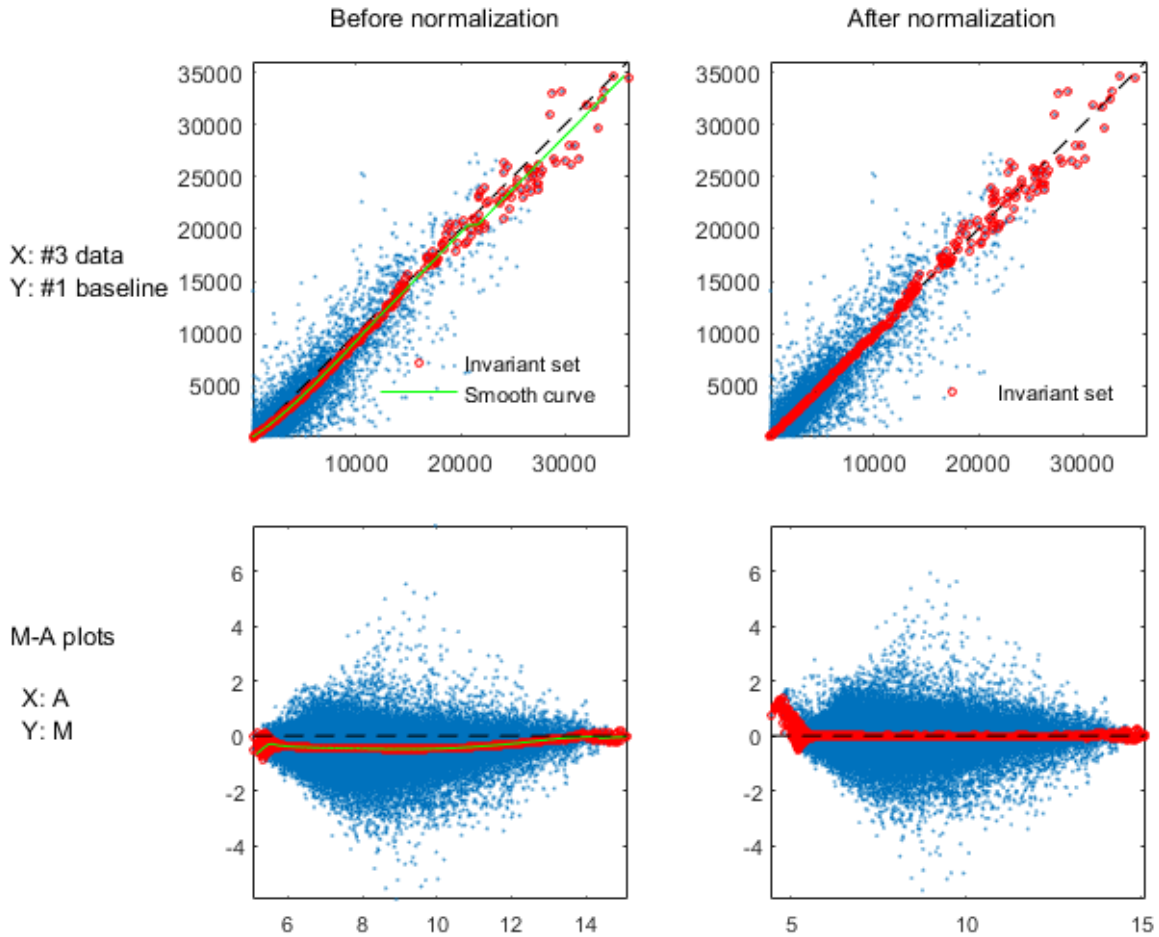 Before normalization
After normalization
35000
30000
25000
20000
15000
10000
5000
10000 20000 30000
Invariant set
Smooth curve
X: #3 data
Y: #1 baseline
35000
30000
25000
20000
15000
10000
5000
10000 20000 30000
Invariant set
M-A plots
X: A
Y: M
6
4
2
0
-2
-4
6 8 10 12 14
6
4
2
0
-2
-4
5 10 15